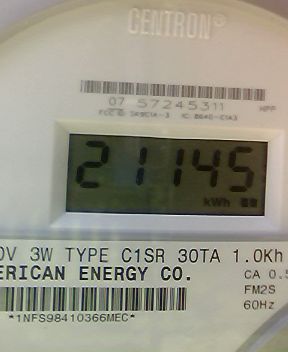 CENTRON®
07 57245311
21145
kWh
0V 3W TYPE C1SR 30TA 1.0Kh
ERICAN ENERGY CO.
CA 0.5
FM2S
60Hz
*1NFS98410366MEC*